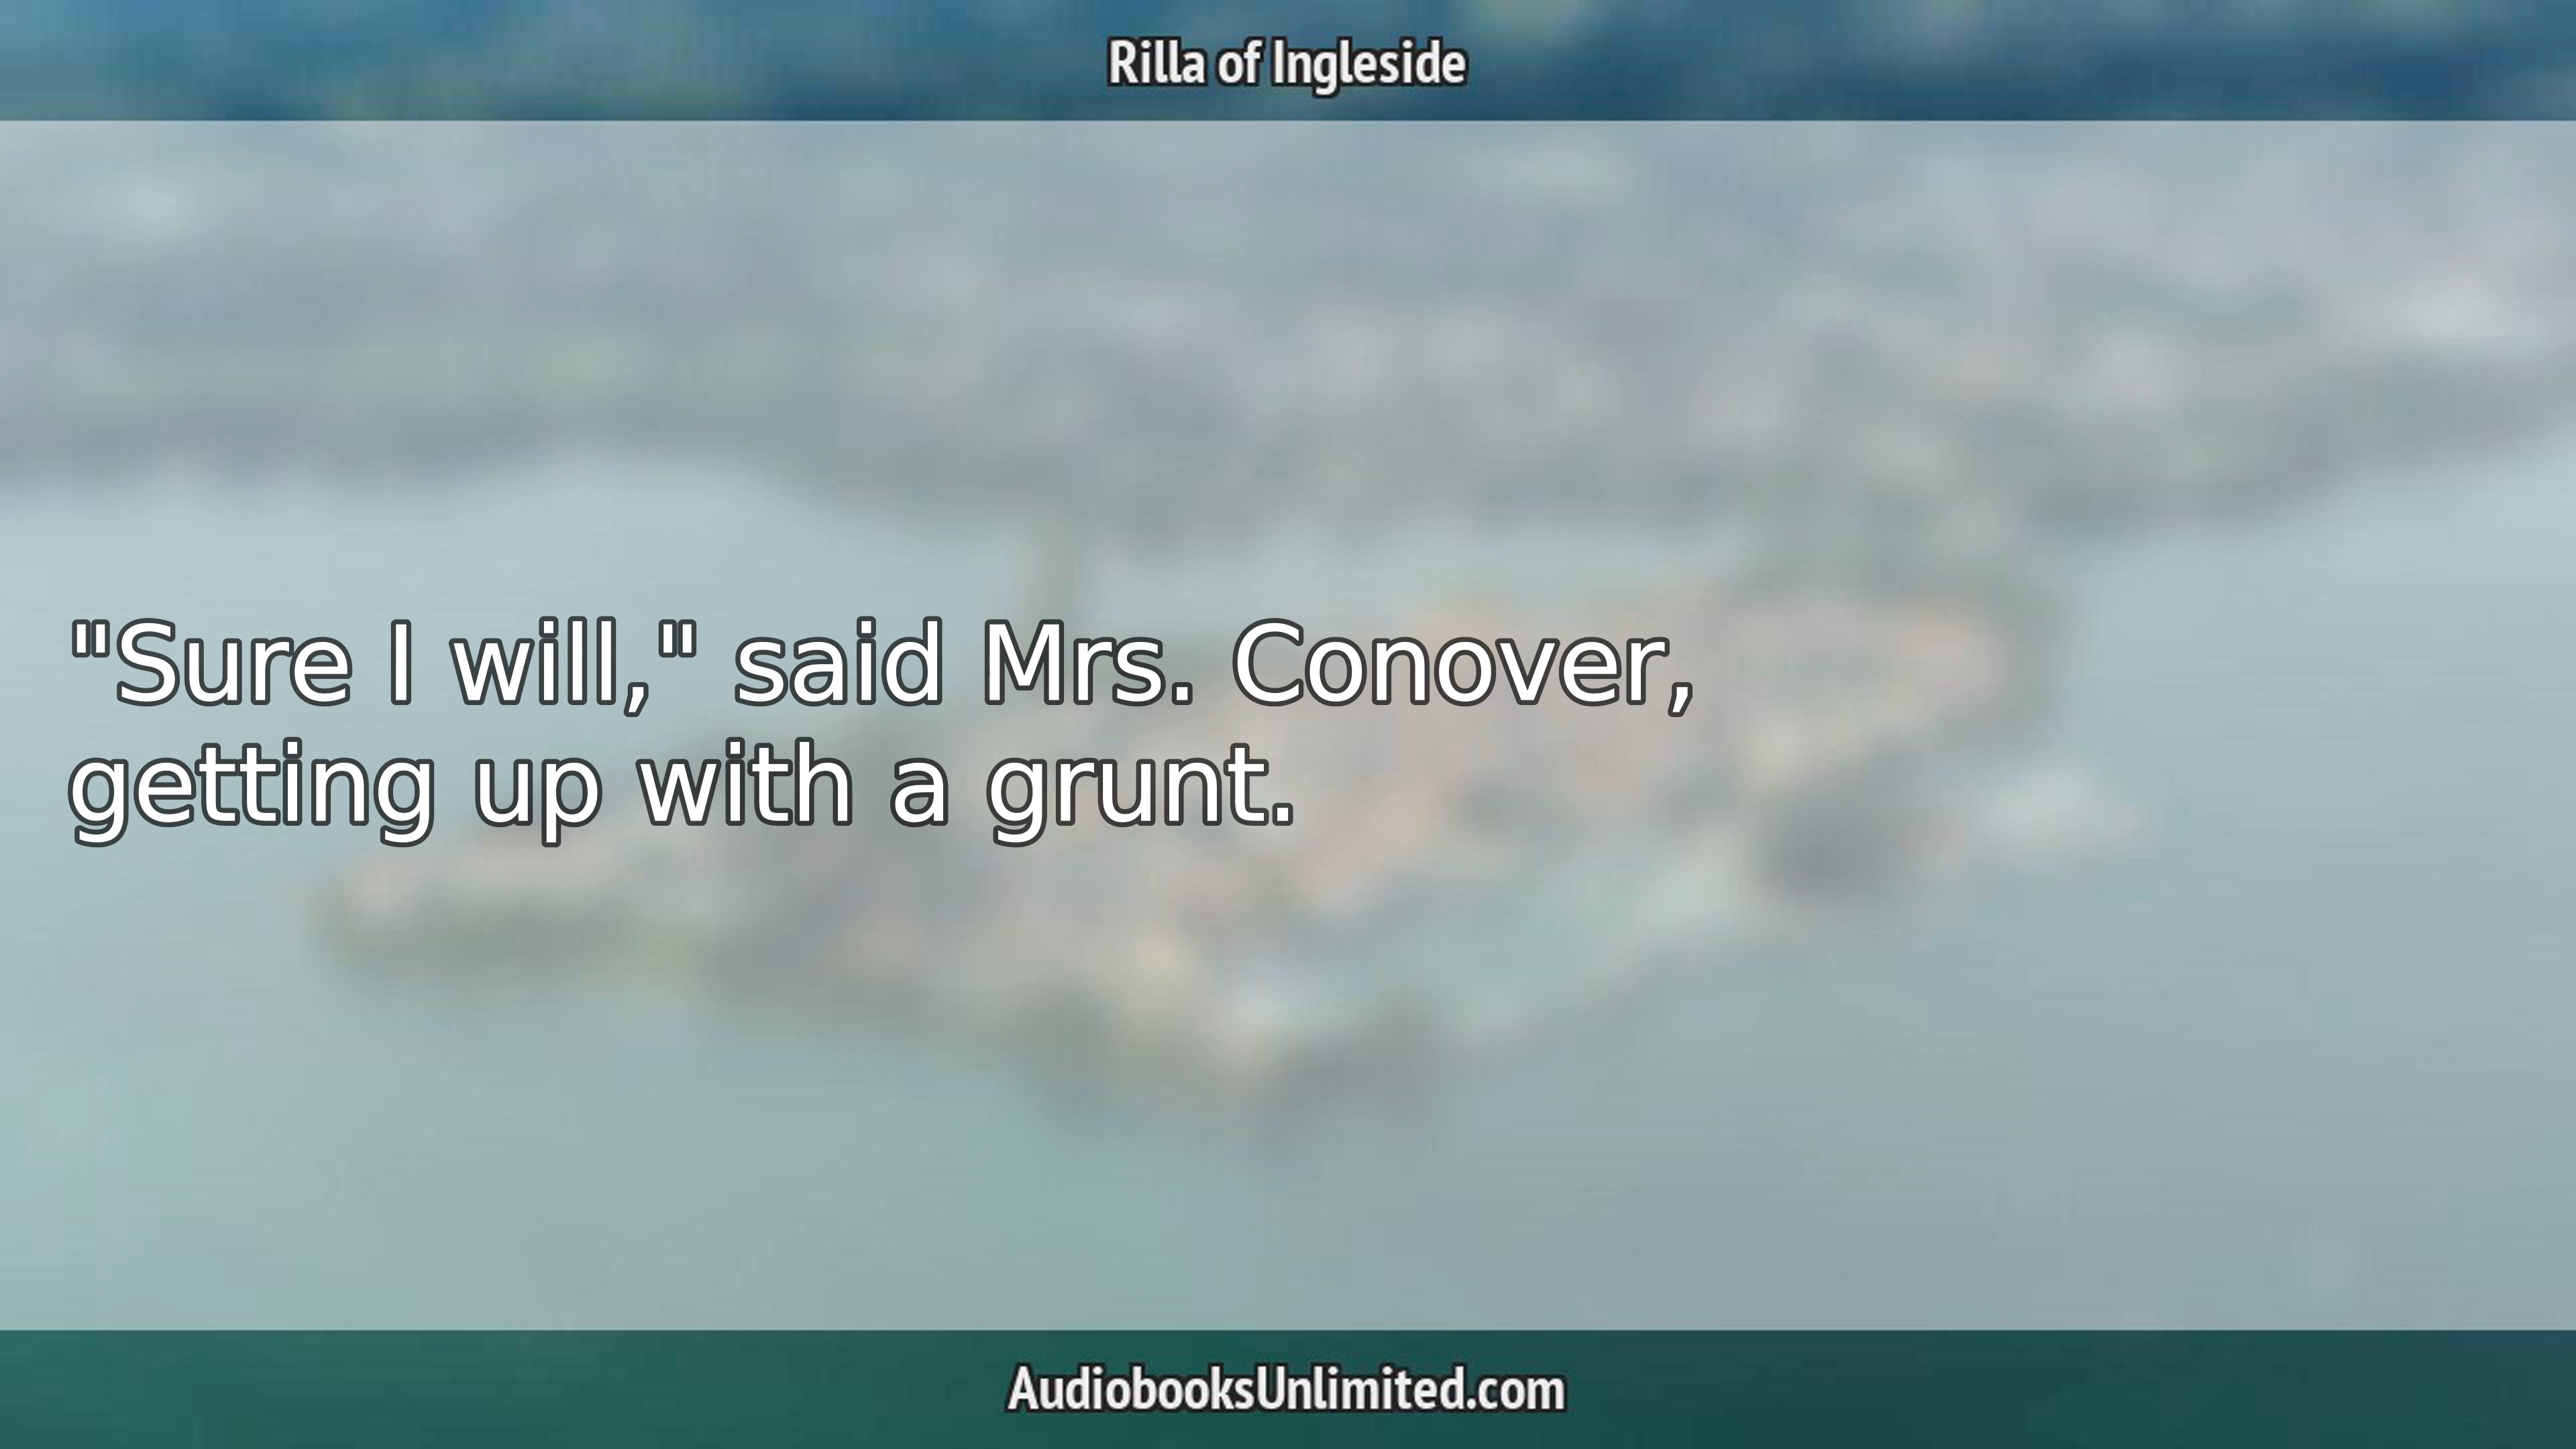 Rilla of Ingleside
"Sure I will," said Mrs. Conover,
getting up with a grunt.
AudiobooksUnlimited.com